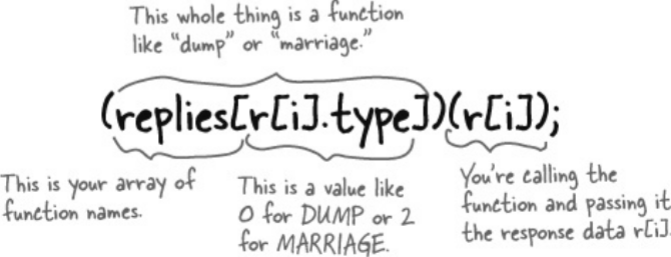 This whole thing is a function
like “dump” or “marriage.”
(replies[r[i].type])(r[i]);
This is your array of
function names.
This is a value like
0 for DUMP or 2
for MARRIAGE.
You're calling the
function and passing it
the response data r[i].